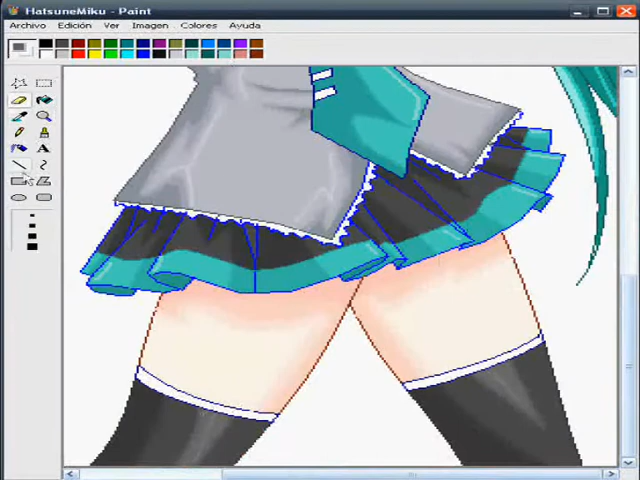 HatsuneMiku - Paint
Archivo Edición Ver Imagen Colores Ayuda
A